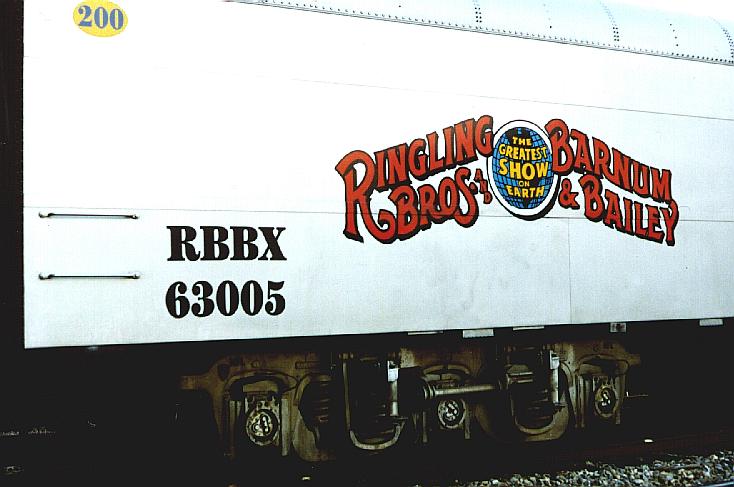 200
RINGLING BROS AND
THE
GREATEST
SHOW
ON
EARTH
BARNUM
& BAILEY
RBBX
63005